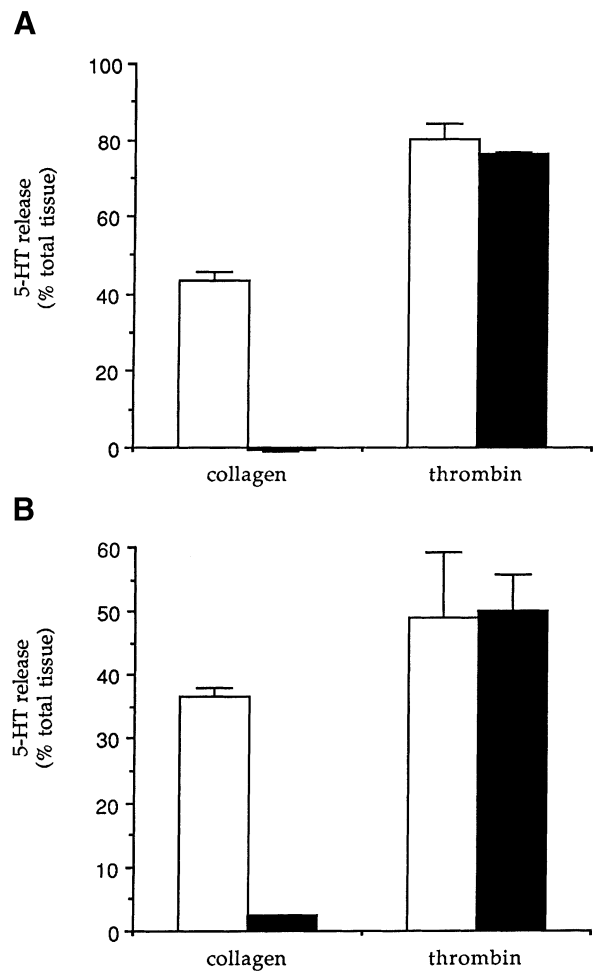 A
5-HT release
(% total tissue)
100
80
60
40
20
0
collagen thrombin
B
5-HT release
(% total tissue)
60
50
40
30
20
10
0
collagen thrombin